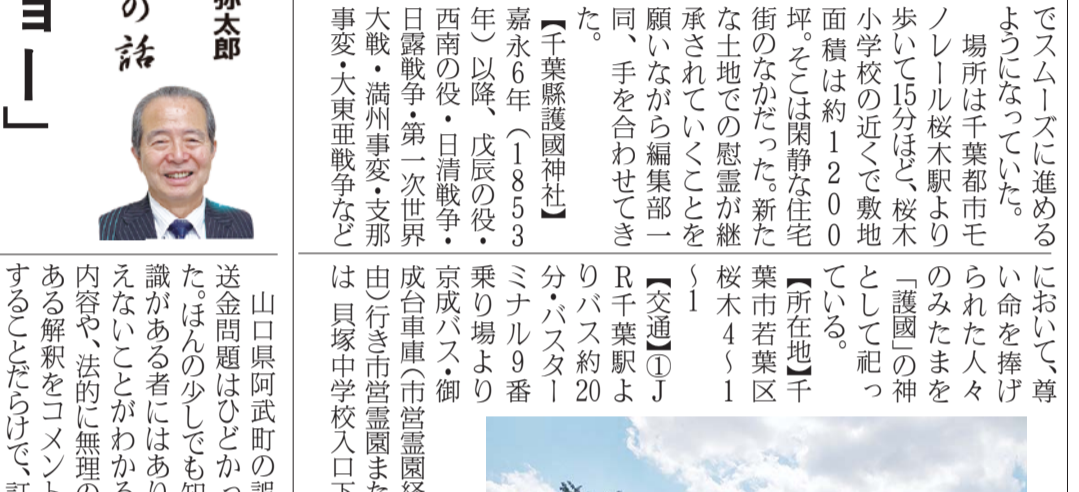 でスムーズに進める
ようになっていた。
場所は千葉都市モ
ノレール桜木駅より
歩いて15分ほど、桜木
小学校の近くで敷地
面積は約1200
坪。そこは閑静な住宅
街のなかだった。新た
な土地での慰霊が継
承されていくことを
願いながら編集部一
同、手を合わせてき
た。
【千葉縣護國神社】
嘉永6年（1853
年）以降、戊辰の役・
西南の役・日清戦争・
日露戦争・第一次世界
大戦・満州事変・支那
事変・大東亜戦争など
において、尊
い命を捧げ
られた人々
のみたまを
「護國」の神
として祀っ
ている。
【所在地】千
葉市若葉区
桜木4〜1
〜1
【交通】①J
R千葉駅よ
りバス約20
分・バスター
ミナル9番
乗り場より
京成バス・御
成台車庫（市営霊園経
由）行き市営霊園また
は 貝塚中学校入口下
弥太郎
の話
ョー」
山口県阿武町の誤
送金問題はひどかっ
た。ほんの少しでも知
識がある者にはあり
えないことがわかる
内容や、法的に無理の
ある解釈をコメント
することだらけで、訂